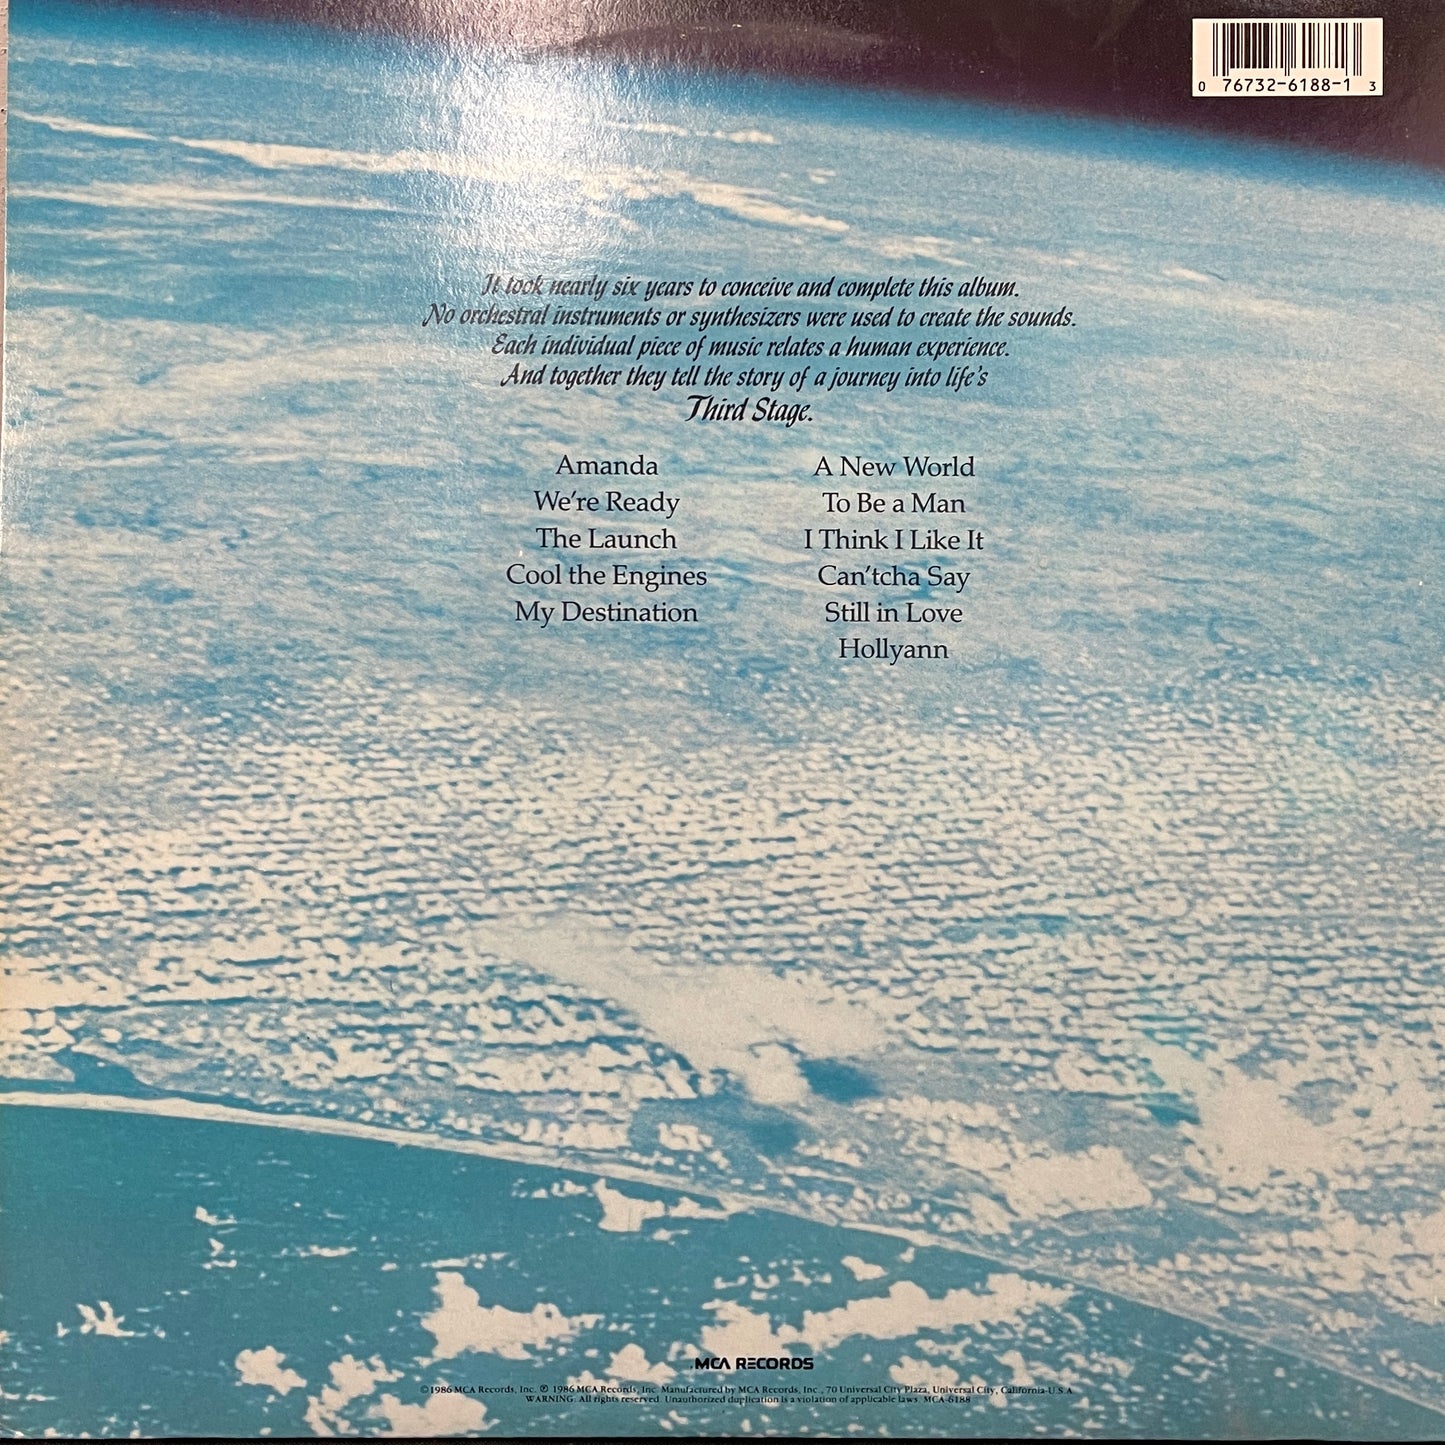 0 76732-6188-1 3
It took nearly six years to conceive and complete this album.
No orchestral instruments or synthesizers were used to create the sounds.
Each individual piece of music relates a human experience.
And together they tell the story of a journey into life's
Third Stage.
Amanda
We're Ready
The Launch
Cool the Engines
My Destination
A New World
To Be a Man
I Think I Like It
Can'tcha Say
Still in Love
Hollyann
MCA RECORDS
©1986 MCA Records, Inc. ℗ 1986 MCA Records, Inc. Manufactured by MCA Records, Inc., 70 Universal City Plaza, Universal City, California-U.S.A.
WARNING: All rights reserved. Unauthorized duplication is a violation of applicable laws. MCA-6188